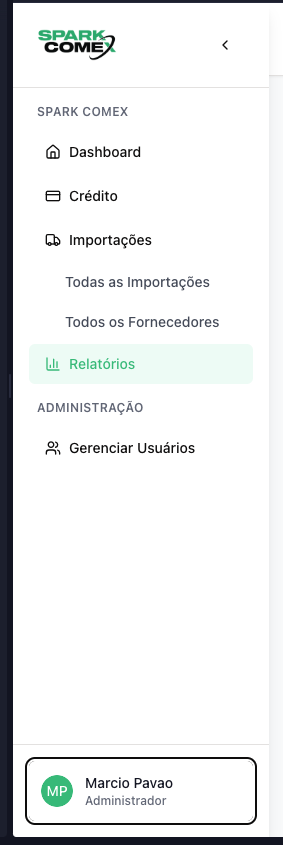 SPARK
COMEX
SPARK COMEX
Dashboard
Crédito
Importações
Todas as Importações
Todos os Fornecedores
Relatórios
ADMINISTRAÇÃO
Gerenciar Usuários
MP
Marcio Pavao
Administrador